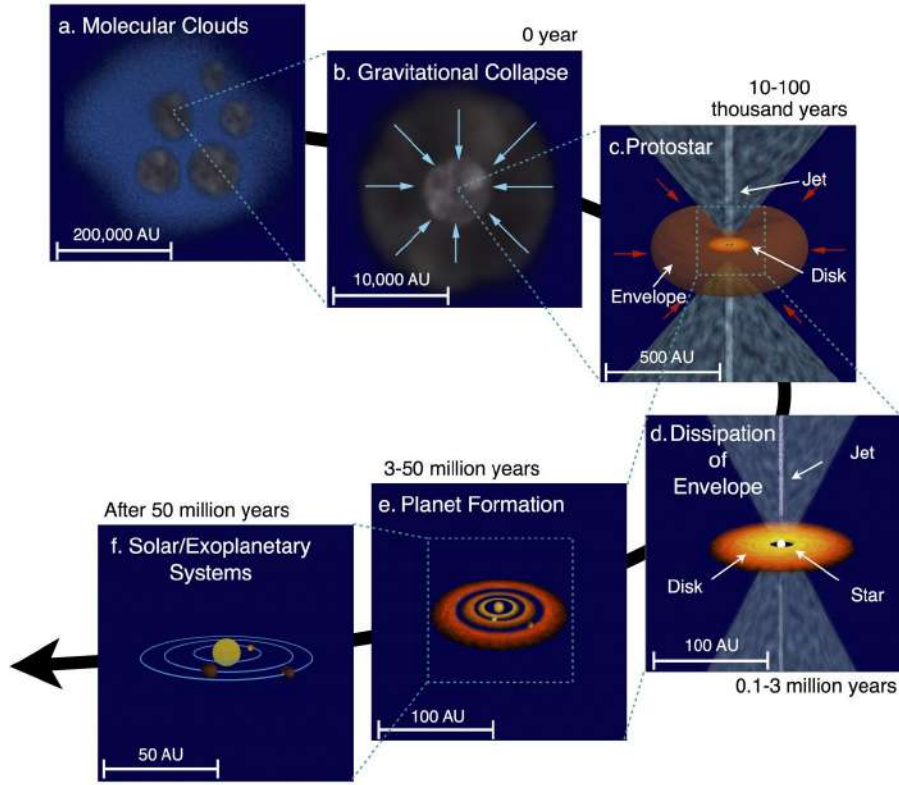 a. Molecular Clouds
200,000 AU
0 year
b. Gravitational Collapse
10,000 AU
10-100
thousand years
c.Protostar
Jet
Disk
Envelope
500 AU
d. Dissipation
of
Envelope
Jet
Disk
Star
100 AU
0.1-3 million years
3-50 million years
e. Planet Formation
100 AU
After 50 million years
f. Solar/Exoplanetary
Systems
50 AU